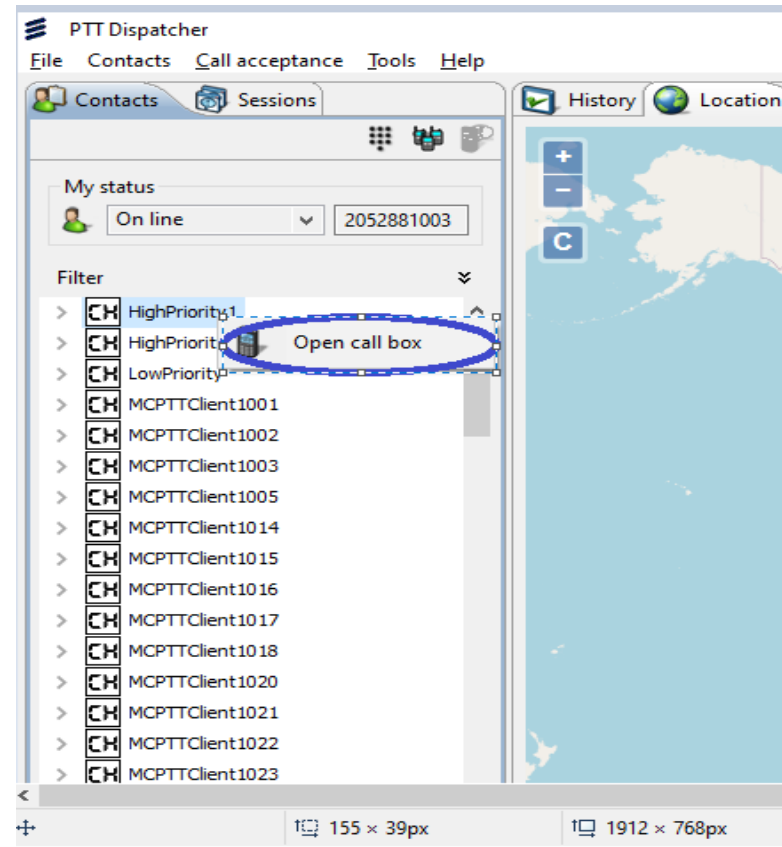 PTT Dispatcher
File Contacts Call acceptance Tools Help
Contacts Sessions History Location
My status
On line 2052881003
Filter
HighPriority1
HighPriorit
Open call box
LowPriority
MCPTTClient1001
MCPTTClient1002
MCPTTClient1003
MCPTTClient1005
MCPTTClient1014
MCPTTClient1015
MCPTTClient1016
MCPTTClient1017
MCPTTClient1018
MCPTTClient1020
MCPTTClient1021
MCPTTClient1022
MCPTTClient1023
+
−
C
155 × 39px 1912 × 768px